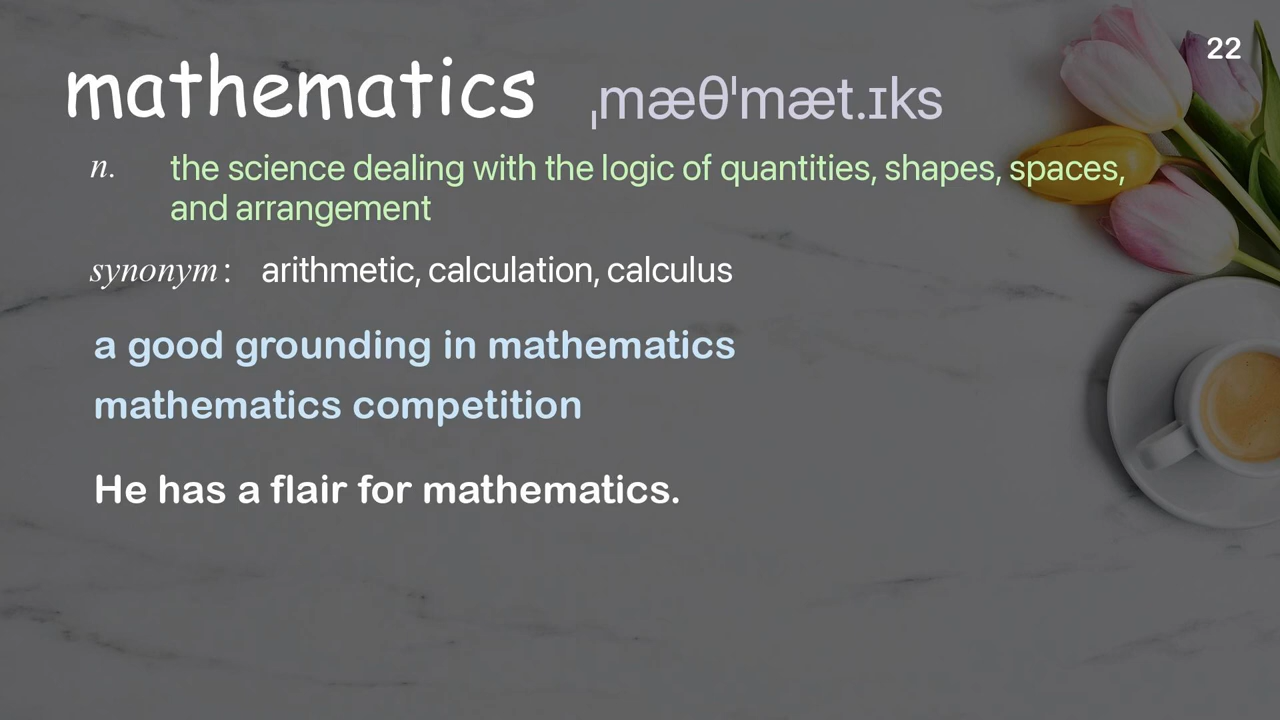 22
mathematics ˌmæθˈmæt.ɪks
n. the science dealing with the logic of quantities, shapes, spaces,
and arrangement
synonym: arithmetic, calculation, calculus
a good grounding in mathematics
mathematics competition
He has a flair for mathematics.